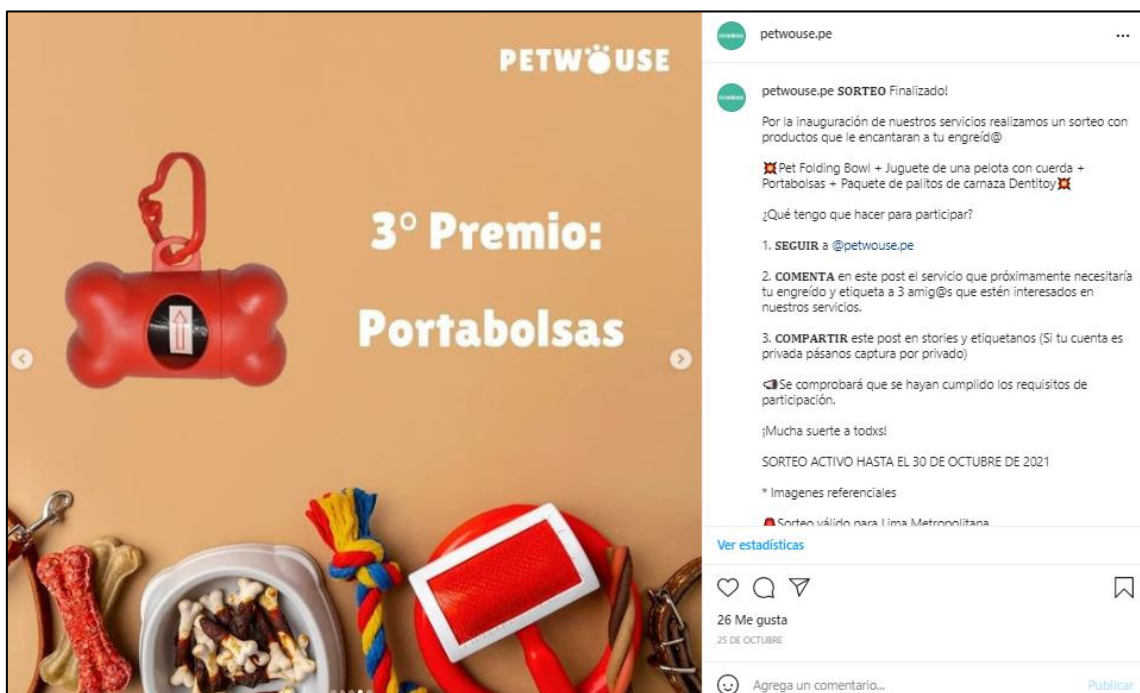 PETWOUSE
3° Premio:
Portabolsas
petwouse.pe
petwouse.pe SORTEO Finalizado!
Por la inauguración de nuestros servicios realizamos un sorteo con
productos que le encantaran a tu engreíd@
💥Pet Folding Bowl + Juguete de una pelota con cuerda +
Portabolsas + Paquete de palitos de carnaza Dentitoy💥
¿Qué tengo que hacer para participar?
1. SEGUIR a @petwouse.pe
2. COMENTA en este post el servicio que próximamente necesitaría
tu engreído y etiqueta a 3 amig@s que estén interesados en
nuestros servicios.
3. COMPARTIR este post en stories y etiquetanos (Si tu cuenta es
privada pásanos captura por privado)
📢Se comprobará que se hayan cumplido los requisitos de
participación.
¡Mucha suerte a todxs!
SORTEO ACTIVO HASTA EL 30 DE OCTUBRE DE 2021
* Imagenes referenciales
🚨Sorteo válido para Lima Metropolitana
Ver estadísticas
26 Me gusta
25 DE OCTUBRE
Agrega un comentario...
Publicar